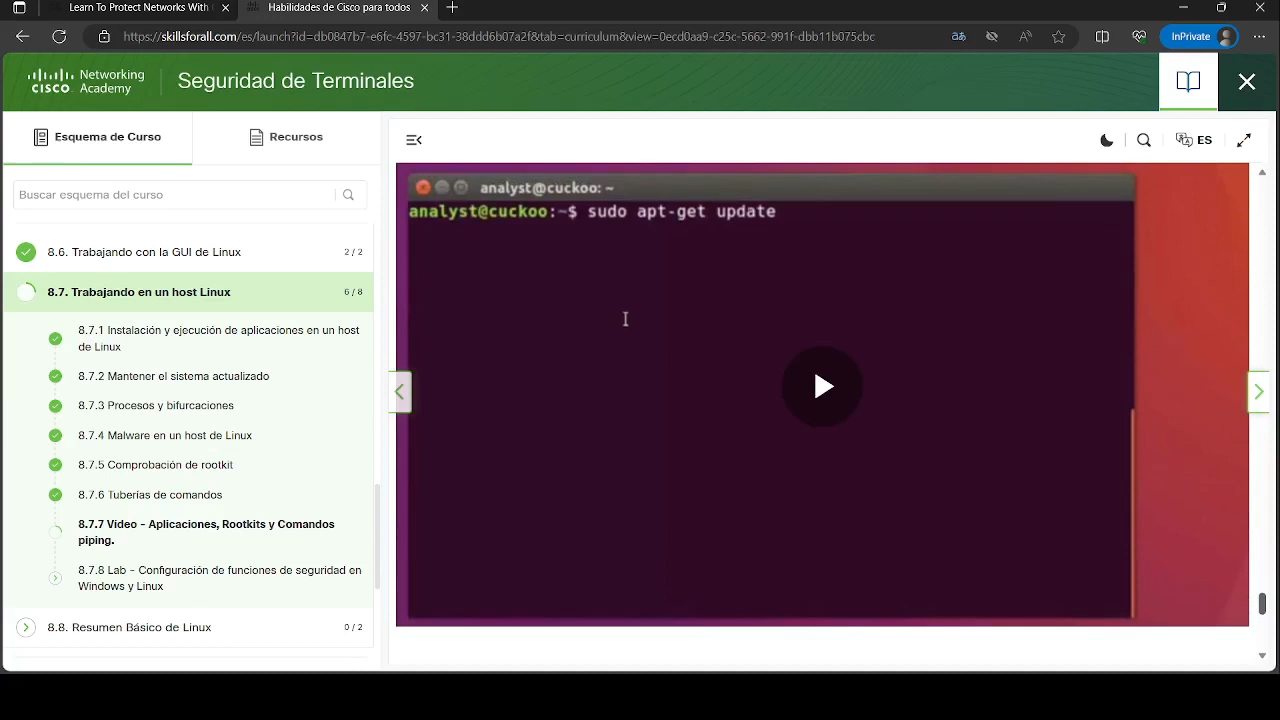 Learn To Protect Networks With
Habilidades de Cisco para todos
https://skillsforall.com/es/launch?id=db0847b7-e6fc-4597-bc31-38ddd6b07a2f&tab=curriculum&view=0ecd0aa9-c25c-5662-991f-dbb11b075cbc
InPrivate
CISCO Networking Academy
Seguridad de Terminales
Esquema de Curso
Recursos
ES
Buscar esquema del curso
8.6. Trabajando con la GUI de Linux 2 / 2
8.7. Trabajando en un host Linux 6 / 8
8.7.1 Instalación y ejecución de aplicaciones en un host
de Linux
8.7.2 Mantener el sistema actualizado
8.7.3 Procesos y bifurcaciones
8.7.4 Malware en un host de Linux
8.7.5 Comprobación de rootkit
8.7.6 Tuberías de comandos
8.7.7 Video - Aplicaciones, Rootkits y Comandos
piping.
8.7.8 Lab - Configuración de funciones de seguridad en
Windows y Linux
8.8. Resumen Básico de Linux 0 / 2
analyst@cuckoo: ~
analyst@cuckoo:~$ sudo apt-get update